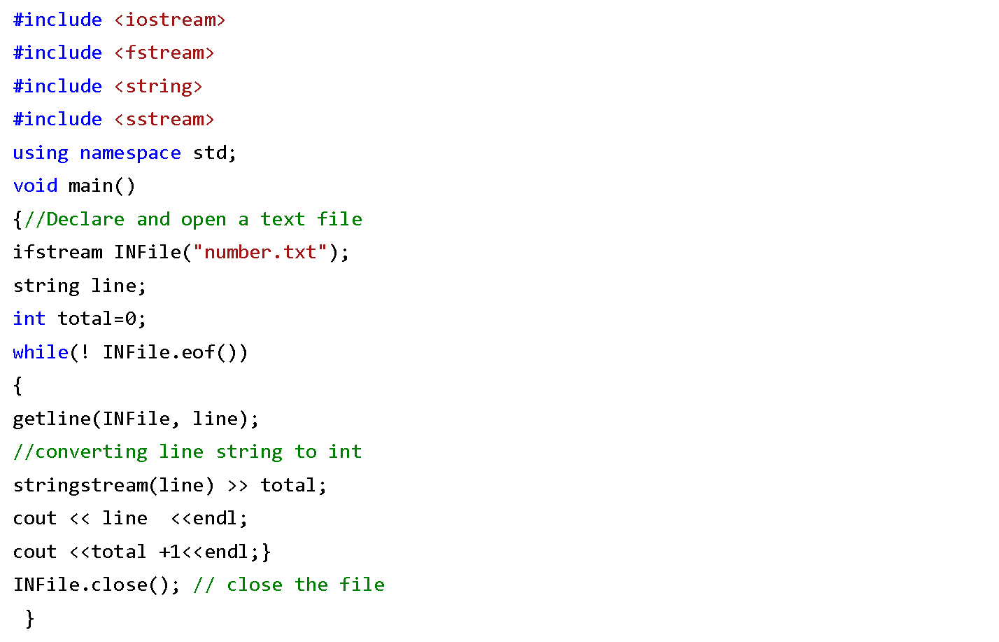 #include <iostream>
#include <fstream>
#include <string>
#include <sstream>
using namespace std;
void main()
{//Declare and open a text file
ifstream INFile("number.txt");
string line;
int total=0;
while(! INFile.eof())
{
getline(INFile, line);
//converting line string to int
stringstream(line) >> total;
cout << line  <<endl;
cout <<total +1<<endl;}
INFile.close(); // close the file
 }